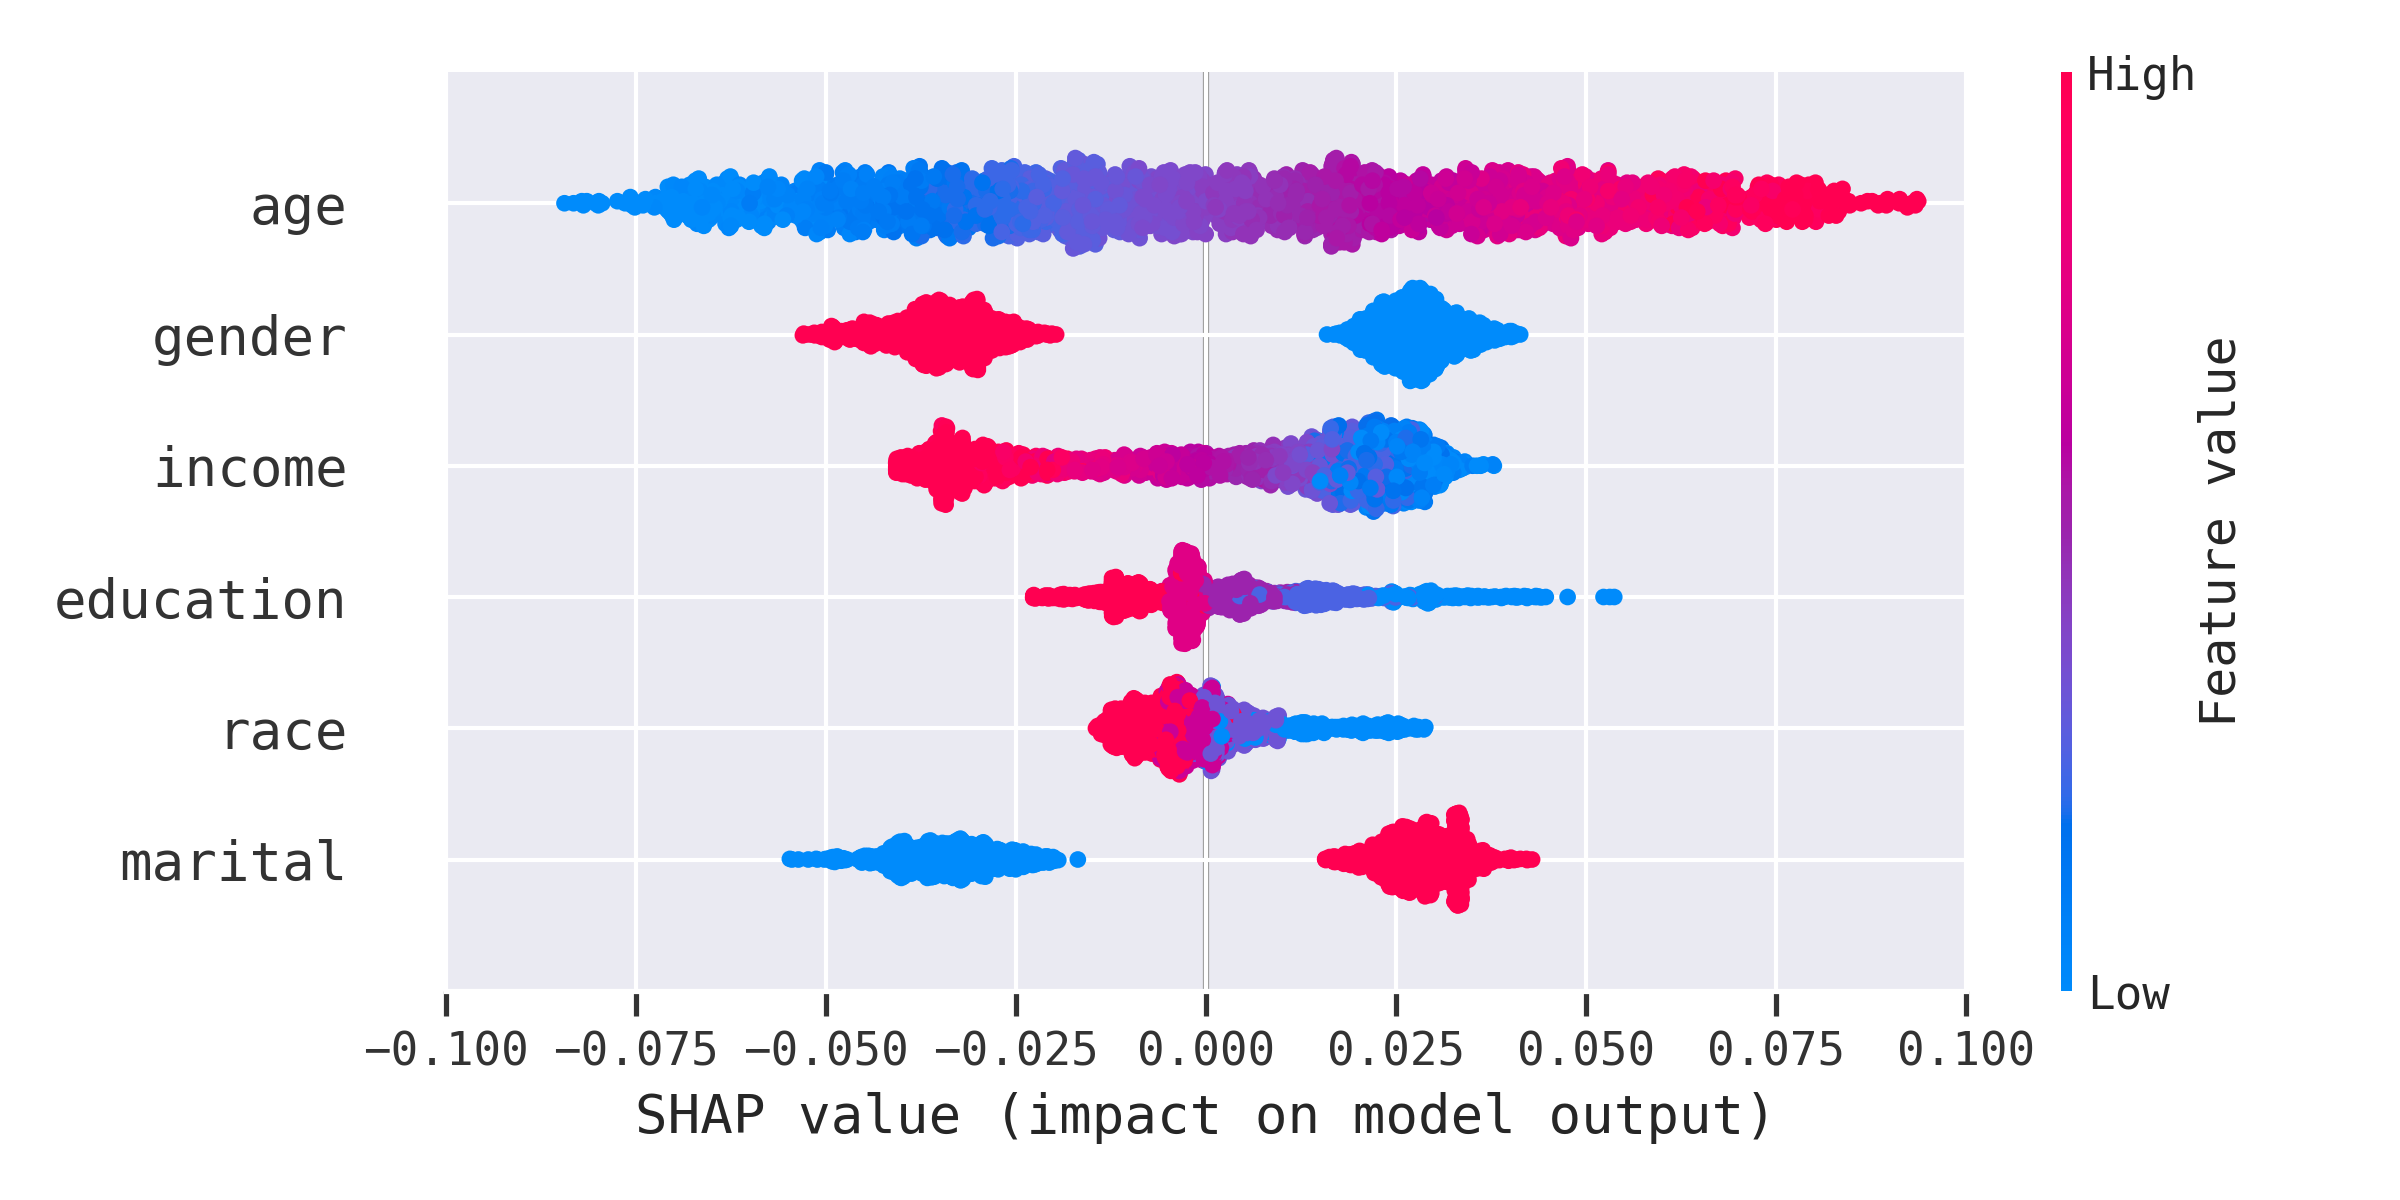 High
age
gender
income
education
race
marital
Low
Feature value
−0.100 −0.075 −0.050 −0.025 0.000 0.025 0.050 0.075 0.100
SHAP value (impact on model output)